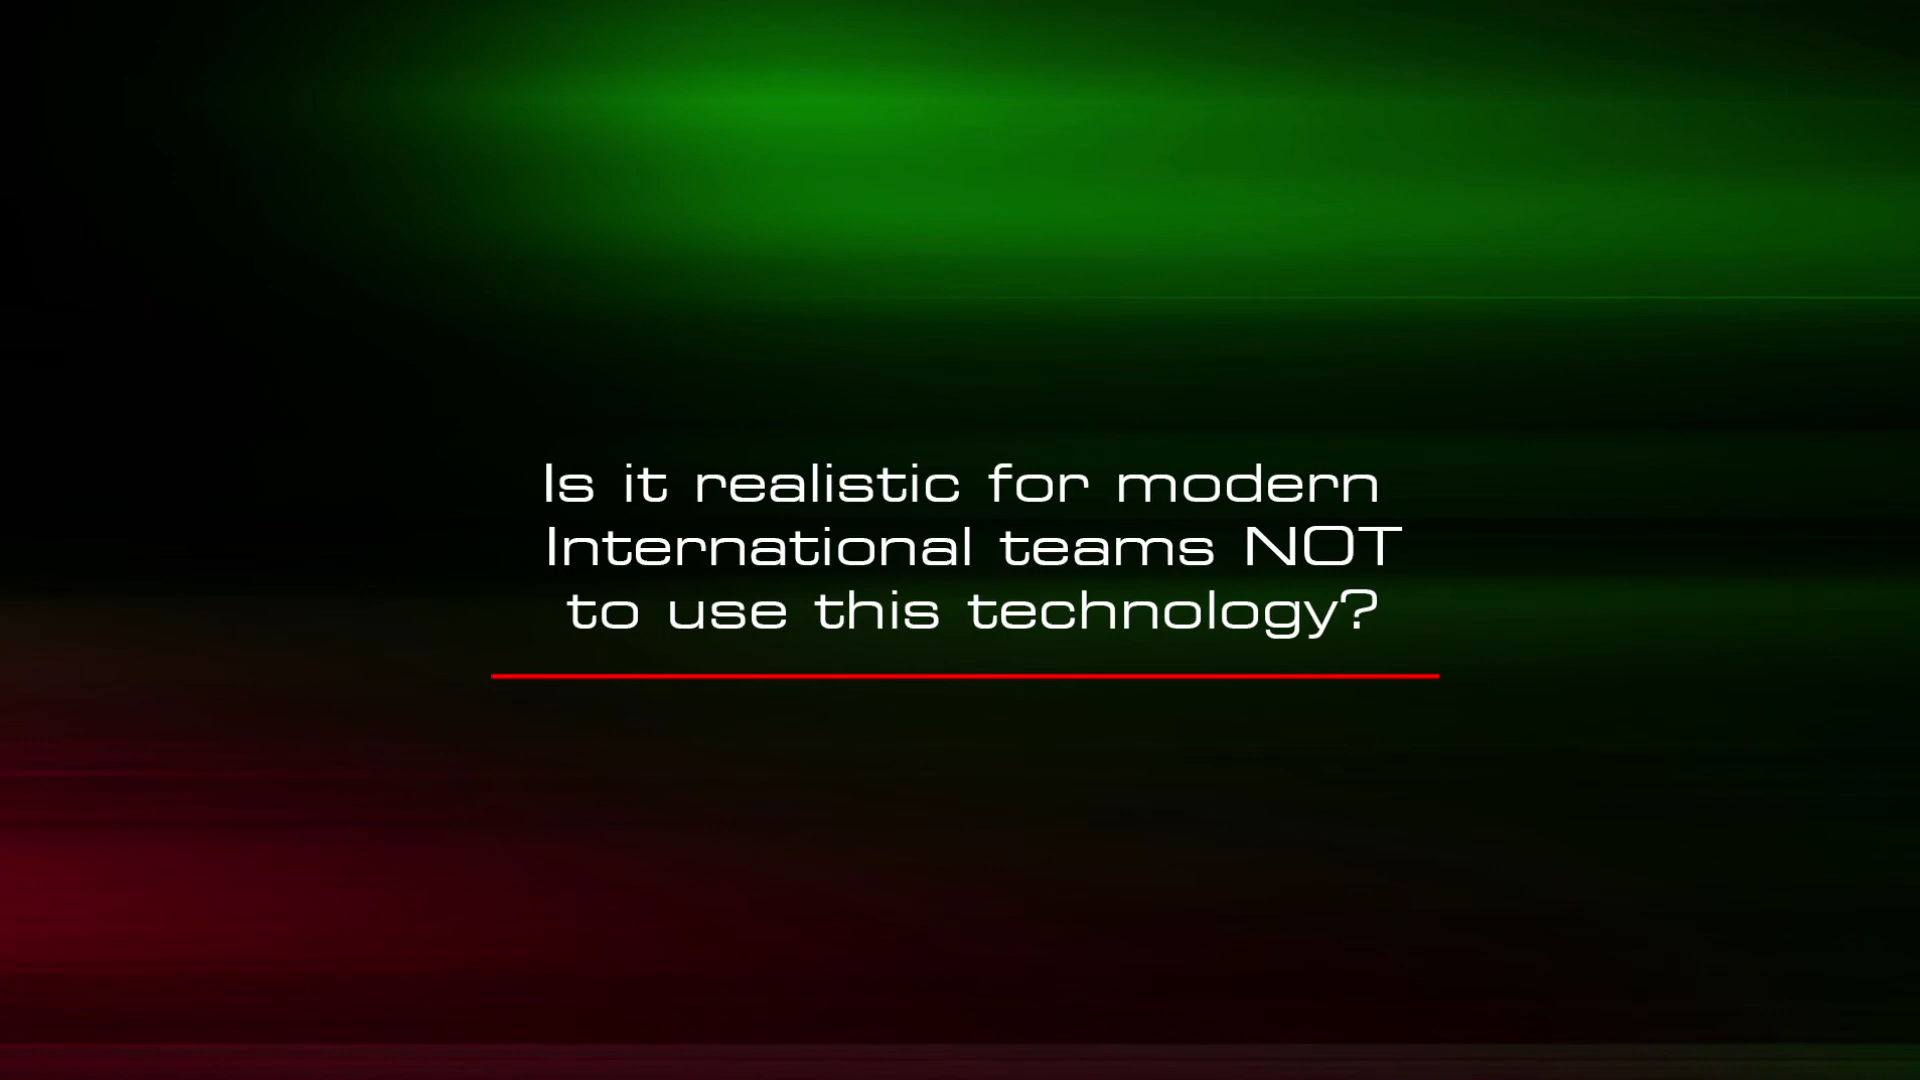 Is it realistic for modern
International teams NOT
to use this technology?